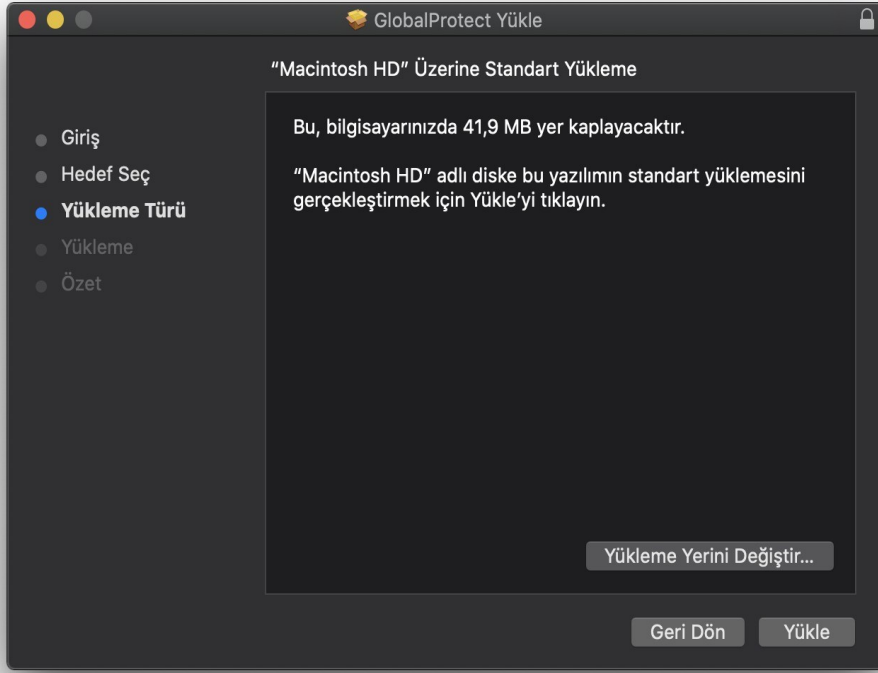 GlobalProtect Yükle
“Macintosh HD” Üzerine Standart Yükleme
Giriş
Hedef Seç
Yükleme Türü
Yükleme
Özet
Bu, bilgisayarınızda 41,9 MB yer kaplayacaktır.
“Macintosh HD” adlı diske bu yazılımın standart yüklemesini
gerçekleştirmek için Yükle’yi tıklayın.
Yükleme Yerini Değiştir...
Geri Dön
Yükle